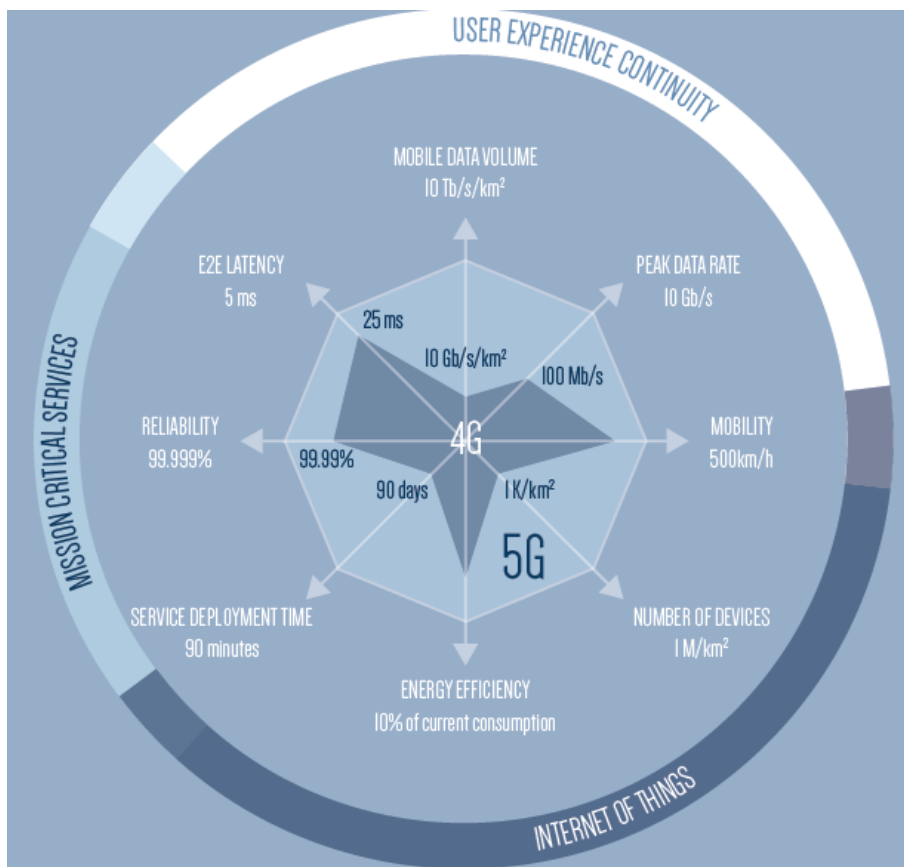 USER EXPERIENCE CONTINUITY
MOBILE DATA VOLUME
10 Tb/s/km²
E2E LATENCY
5 ms
PEAK DATA RATE
10 Gb/s
25 ms
10 Gb/s/km²
100 Mb/s
MISSION CRITICAL SERVICES
RELIABILITY
99.999%
99.99%
4G
MOBILITY
500km/h
90 days
1 K/km²
5G
SERVICE DEPLOYMENT TIME
90 minutes
NUMBER OF DEVICES
1 M/km²
ENERGY EFFICIENCY
10% of current consumption
INTERNET OF THINGS